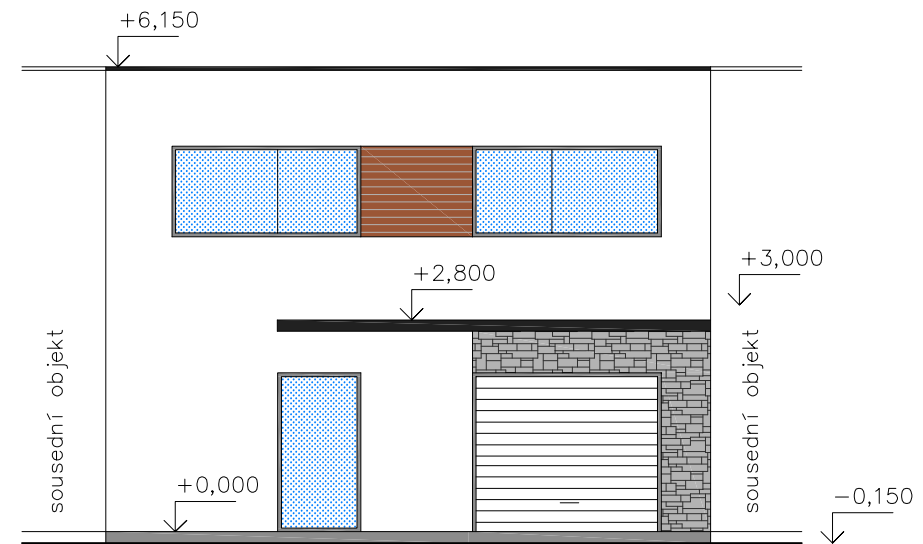 +6,150
+3,000
+2,800
sousední objekt
sousední objekt
+0,000
-0,150